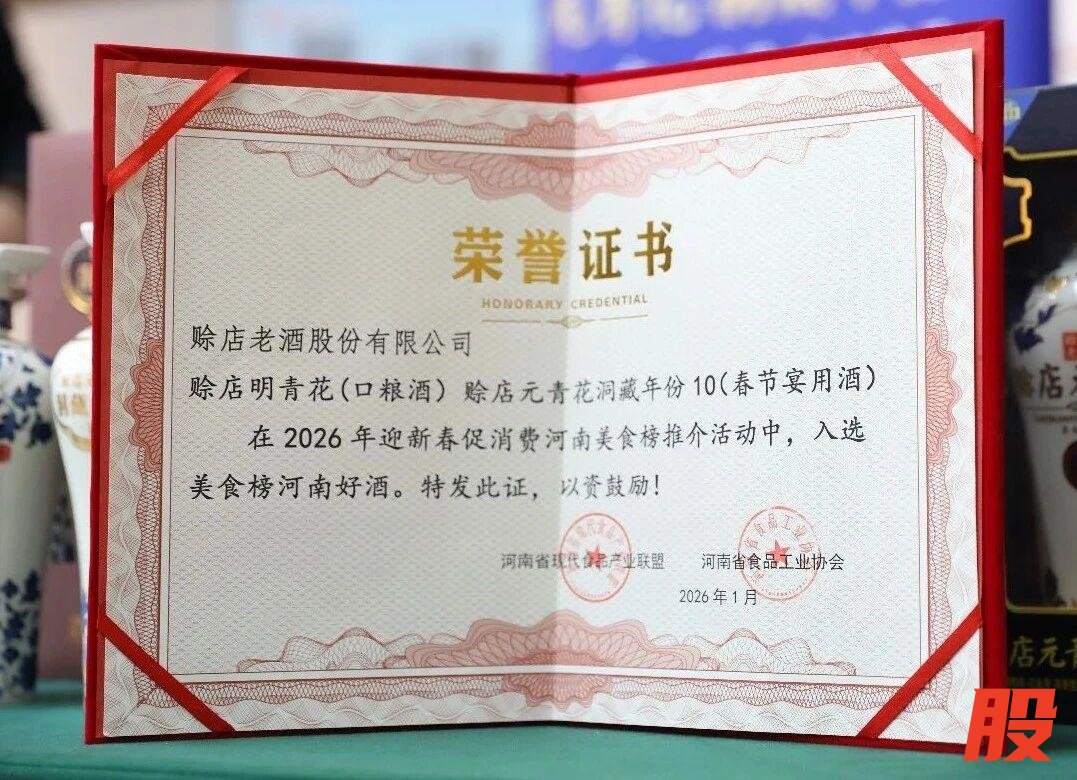 荣誉证书
HONORARY CREDENTIAL
赊店老酒股份有限公司
赊店明青花(口粮酒) 赊店元青花洞藏年份10(春节宴用酒)
在2026年迎新春促消费河南美食榜推介活动中，入选
美食榜河南好酒。特发此证，以资鼓励！
河南省现代食品产业联盟 河南省食品工业协会
2026年1月
店元青
股